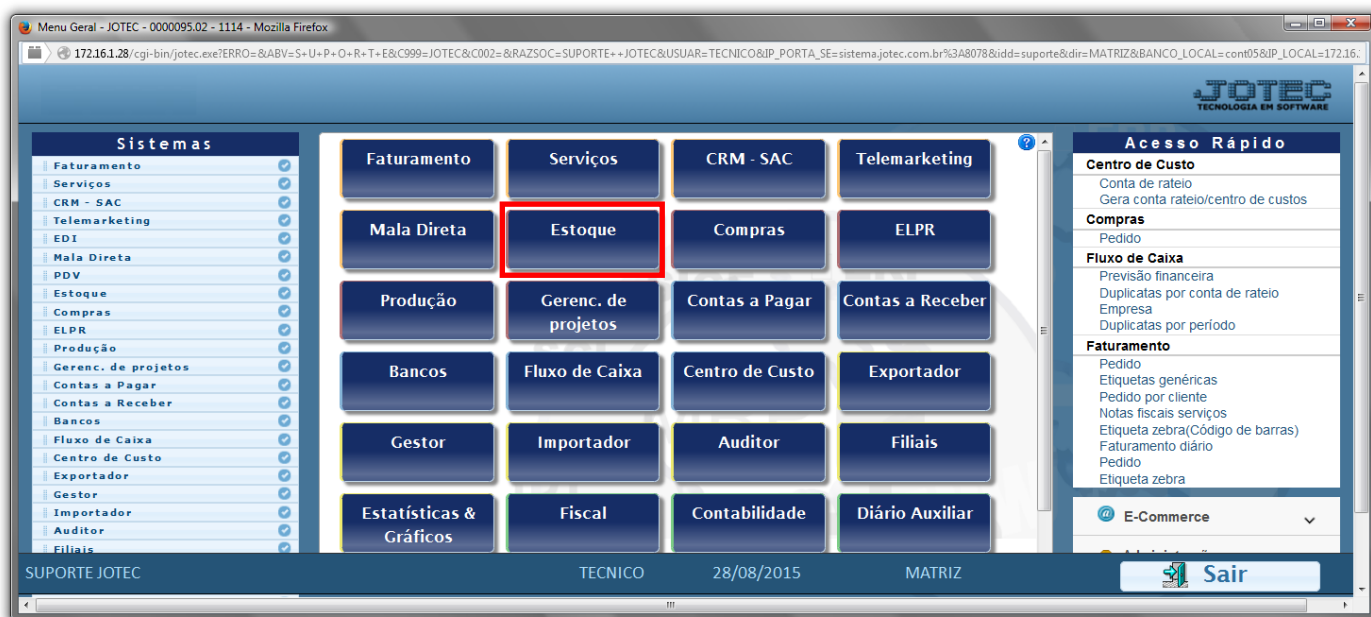 Menu Geral - JOTEC - 0000095.02 - 1114 - Mozilla Firefox
172.16.1.28/cgi-bin/jotec.exe?ERRO=&ABV=S+U+P+O+R+T+E&C999=JOTEC&C002=&RAZSOC=SUPORTE++JOTEC&USUAR=TECNICO&IP_PORTA_SE=sistema.jotec.com.br%3A8078&idd=suporte&dir=MATRIZ&BANCO_LOCAL=cont05&IP_LOCAL=172.16.
JOTEC
TECNOLOGIA EM SOFTWARE
Sistemas
Faturamento
Serviços
CRM - SAC
Telemarketing
EDI
Mala Direta
PDV
Estoque
Compras
ELPR
Produção
Gerenc. de projetos
Contas a Pagar
Contas a Receber
Bancos
Fluxo de Caixa
Centro de Custo
Exportador
Gestor
Importador
Auditor
Filiais
Faturamento
Serviços
CRM - SAC
Telemarketing
Mala Direta
Estoque
Compras
ELPR
Produção
Gerenc. de
projetos
Contas a Pagar
Contas a Receber
Bancos
Fluxo de Caixa
Centro de Custo
Exportador
Gestor
Importador
Auditor
Filiais
Estatísticas &
Gráficos
Fiscal
Contabilidade
Diário Auxiliar
Acesso Rápido
Centro de Custo
Conta de rateio
Gera conta rateio/centro de custos
Compras
Pedido
Fluxo de Caixa
Previsão financeira
Duplicatas por conta de rateio
Empresa
Duplicatas por período
Faturamento
Pedido
Etiquetas genéricas
Pedido por cliente
Notas fiscais serviços
Etiqueta zebra(Código de barras)
Faturamento diário
Pedido
Etiqueta zebra
E-Commerce
SUPORTE JOTEC
TECNICO
28/08/2015
MATRIZ
Sair